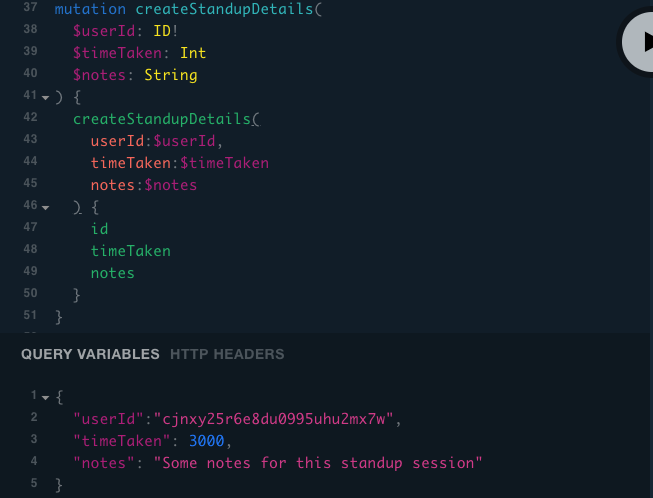 37 mutation createStandupDetails(
38 $userId: ID!
39 $timeTaken: Int
40 $notes: String
41 ) {
42 createStandupDetails(
43 userId:$userId,
44 timeTaken:$timeTaken
45 notes:$notes
46 ) {
47 id
48 timeTaken
49 notes
50 }
51 }
QUERY VARIABLES HTTP HEADERS
1 {
2 "userId":"cjnxy25r6e8du0995uhu2mx7w",
3 "timeTaken": 3000,
4 "notes": "Some notes for this standup session"
5 }